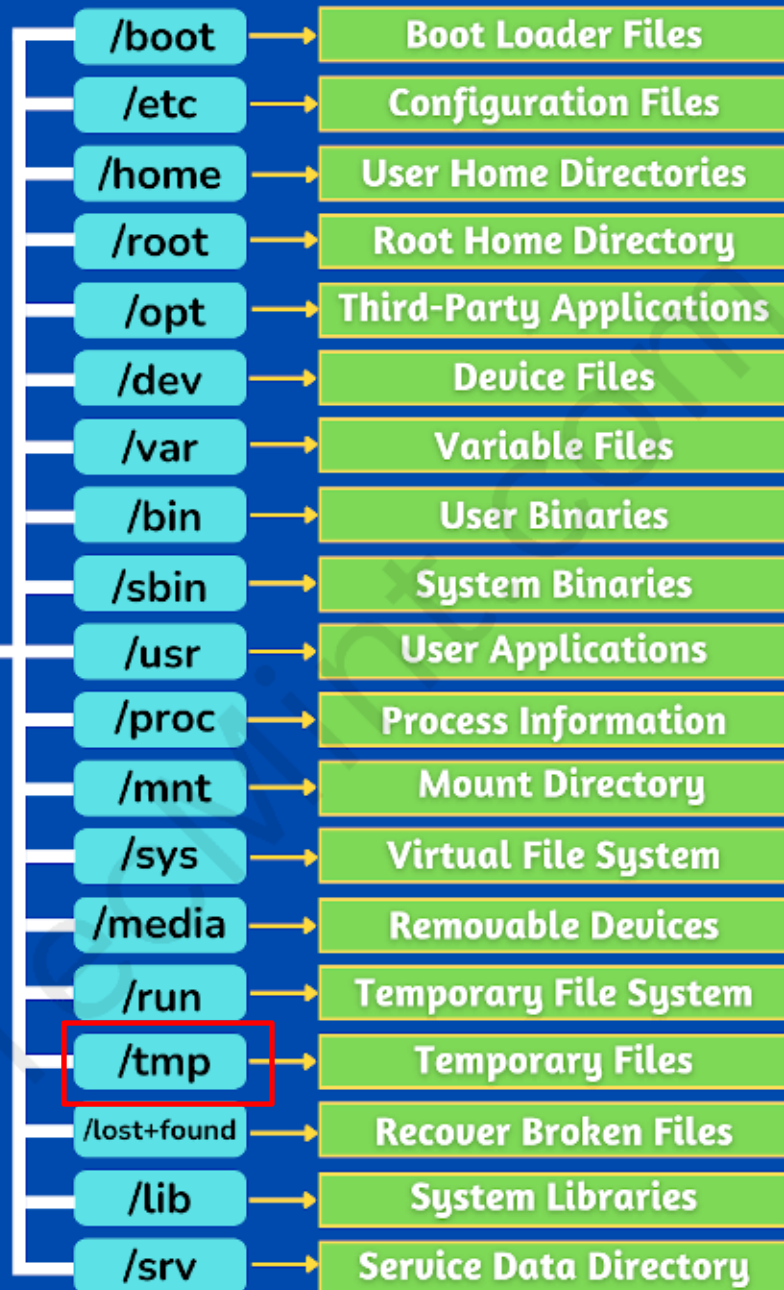 /boot Boot Loader Files
/etc Configuration Files
/home User Home Directories
/root Root Home Directory
/opt Third-Party Applications
/dev Device Files
/var Variable Files
/bin User Binaries
/sbin System Binaries
/usr User Applications
/proc Process Information
/mnt Mount Directory
/sys Virtual File System
/media Removable Devices
/run Temporary File System
/tmp Temporary Files
/lost+found Recover Broken Files
/lib System Libraries
/srv Service Data Directory
TecMint.com